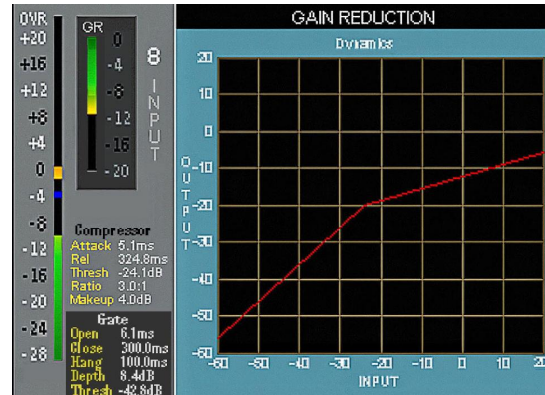 OVR
+20
+16
+12
+8
+4
0
-4
-8
-12
-16
-20
-24
-28
GR
0
-4
-8
-12
-16
-20
8
INPUT
Compressor
Attack 5.1ms
Rel 324.8ms
Thresh -24.1dB
Ratio 3.0:1
Makeup 4.0dB
Gate
Open 6.1ms
Close 300.0ms
Hang 100.0ms
Depth 8.4dB
Thresh -42.8dB
GAIN REDUCTION
Dynamics
20
10
0
-10
-20
-30
-40
-50
-60
OUTPUT
-60 -50 -40 -30 -20 -10 0 10 20
INPUT